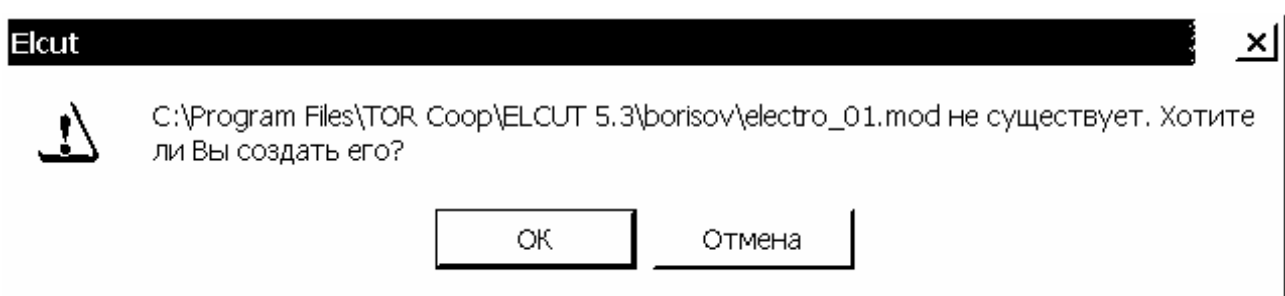 Elcut
C:\Program Files\TOR Coop\ELCUT 5.3\borisov\electro_01.mod не существует. Хотите
ли Вы создать его?
ОК
Отмена